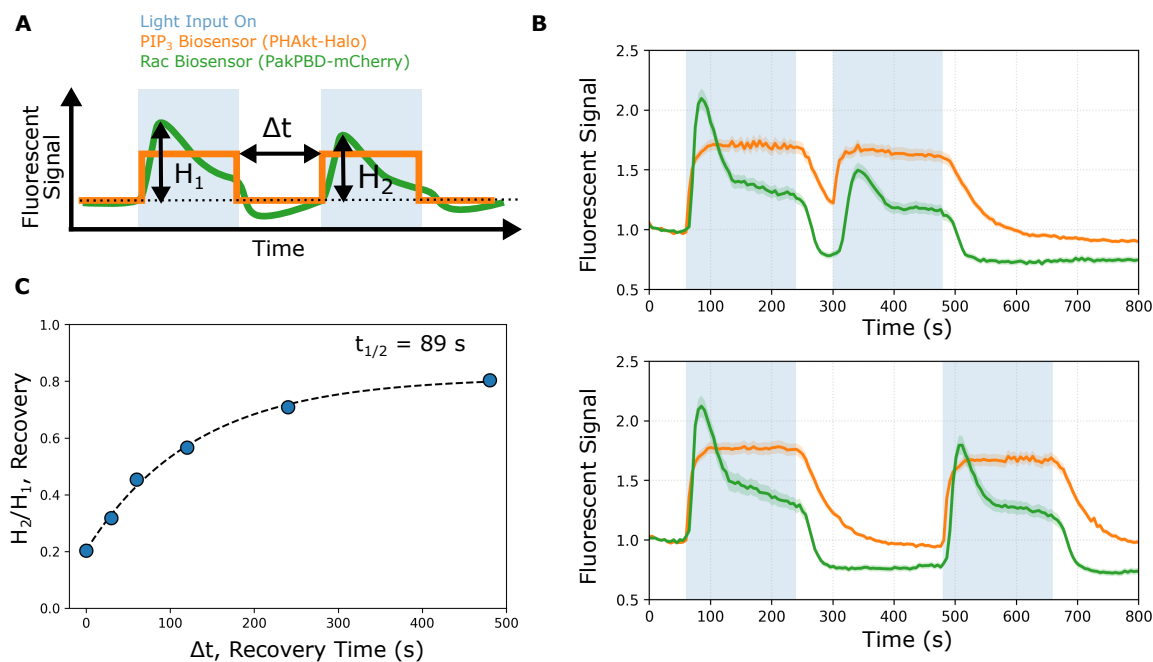 A
Light Input On
PIP₃ Biosensor (PHAkt-Halo)
Rac Biosensor (PakPBD-mCherry)
Fluorescent
Signal
H₁
Δt
H₂
Time
B
2.5
2.0
1.5
1.0
0.5
Fluorescent Signal
0
100
200
300
400
500
600
700
800
Time (s)
2.5
2.0
1.5
1.0
0.5
Fluorescent Signal
0
100
200
300
400
500
600
700
800
Time (s)
C
1.0
0.8
0.6
0.4
0.2
0.0
H₂/H₁, Recovery
t₁/₂ = 89 s
0
100
200
300
400
500
Δt, Recovery Time (s)